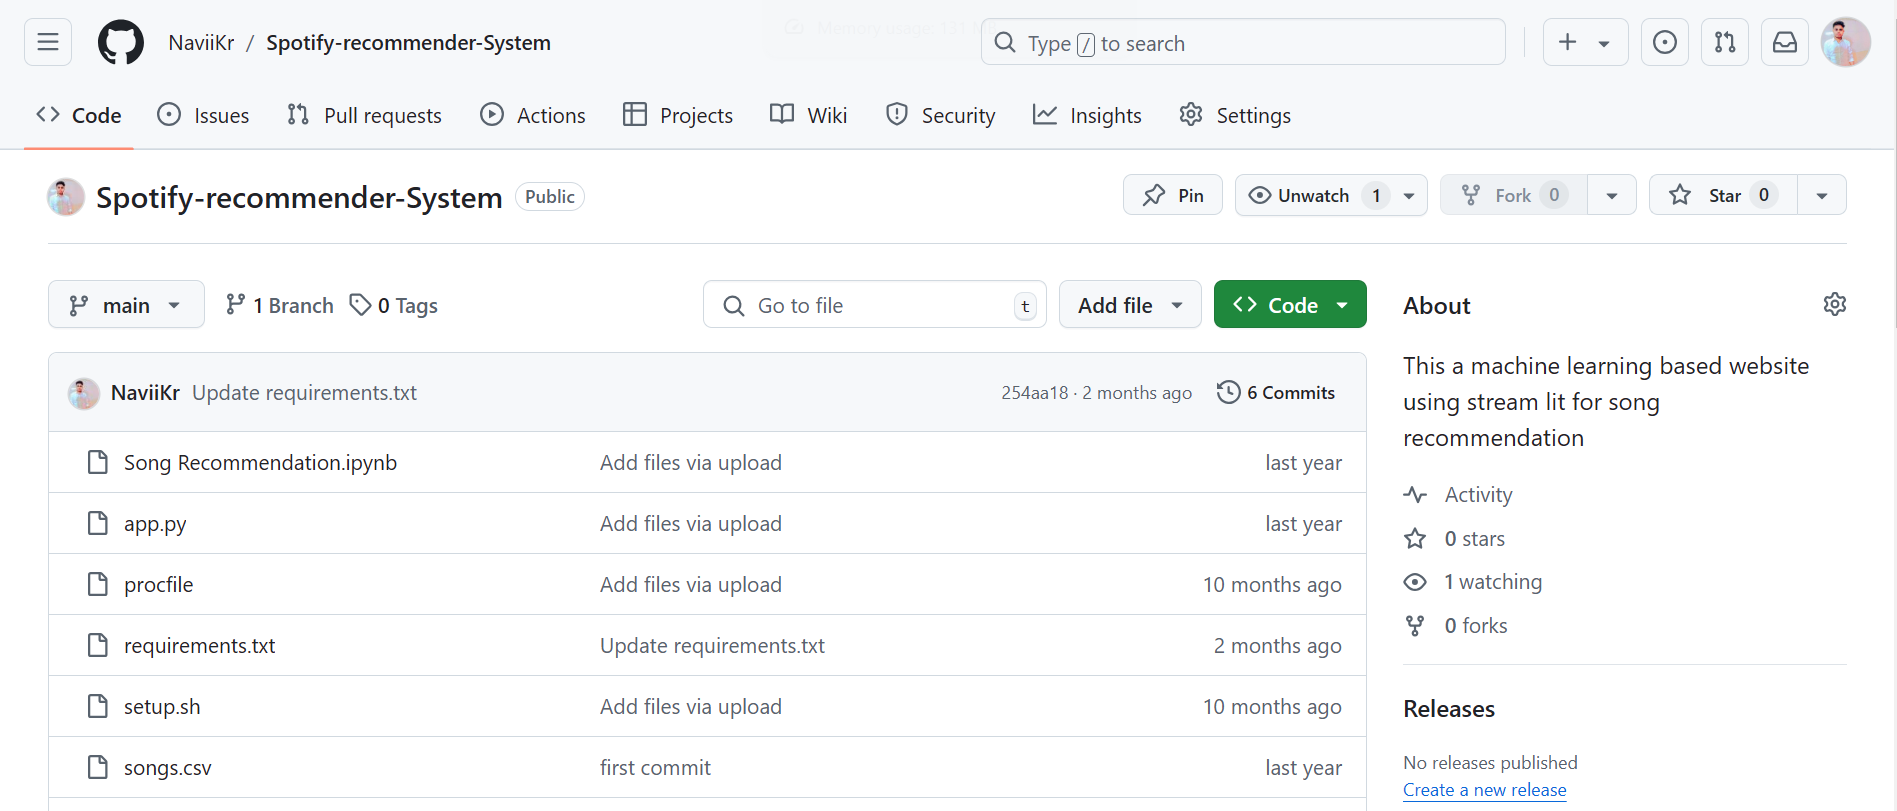 NaviiKr / Spotify-recommender-System
Memory usage: 131 MB
Type / to search
Code Issues Pull requests Actions Projects Wiki Security Insights Settings
Spotify-recommender-System Public
Pin Unwatch 1 Fork 0 Star 0
main 1 Branch 0 Tags Go to file t Add file Code
NaviiKr Update requirements.txt 254aa18 · 2 months ago 6 Commits
Song Recommendation.ipynb Add files via upload last year
app.py Add files via upload last year
procfile Add files via upload 10 months ago
requirements.txt Update requirements.txt 2 months ago
setup.sh Add files via upload 10 months ago
songs.csv first commit last year
About
This a machine learning based website
using stream lit for song
recommendation
Activity
0 stars
1 watching
0 forks
Releases
No releases published
Create a new release